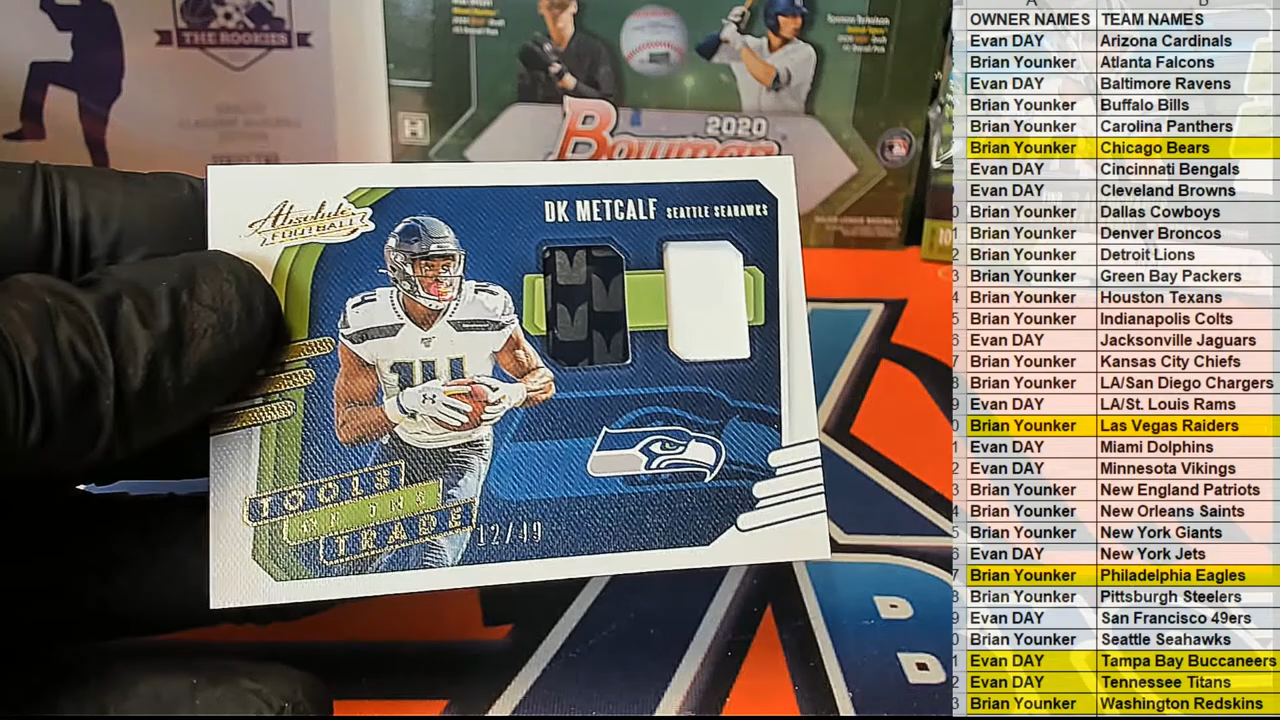 THE ROOKIES
2020
Bowman
H
Absolute
FOOTBALL
DK METCALF SEATTLE SEAHAWKS
14
TOOLS
OF THE
TRADE
12/49
A B
OWNER NAMES TEAM NAMES
Evan DAY Arizona Cardinals
Brian Younker Atlanta Falcons
Evan DAY Baltimore Ravens
Brian Younker Buffalo Bills
Brian Younker Carolina Panthers
Brian Younker Chicago Bears
Evan DAY Cincinnati Bengals
Evan DAY Cleveland Browns
Brian Younker Dallas Cowboys
Brian Younker Denver Broncos
Brian Younker Detroit Lions
Brian Younker Green Bay Packers
Brian Younker Houston Texans
Brian Younker Indianapolis Colts
Evan DAY Jacksonville Jaguars
Brian Younker Kansas City Chiefs
Brian Younker LA/San Diego Chargers
Evan DAY LA/St. Louis Rams
Brian Younker Las Vegas Raiders
Evan DAY Miami Dolphins
Evan DAY Minnesota Vikings
Brian Younker New England Patriots
Brian Younker New Orleans Saints
Brian Younker New York Giants
Evan DAY New York Jets
Brian Younker Philadelphia Eagles
Brian Younker Pittsburgh Steelers
Evan DAY San Francisco 49ers
Brian Younker Seattle Seahawks
Evan DAY Tampa Bay Buccaneers
Evan DAY Tennessee Titans
Brian Younker Washington Redskins